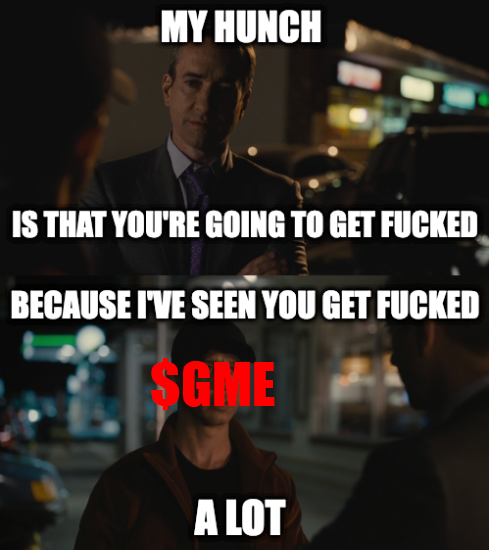 MY HUNCH
IS THAT YOU'RE GOING TO GET FUCKED
BECAUSE I'VE SEEN YOU GET FUCKED
$GME
A LOT